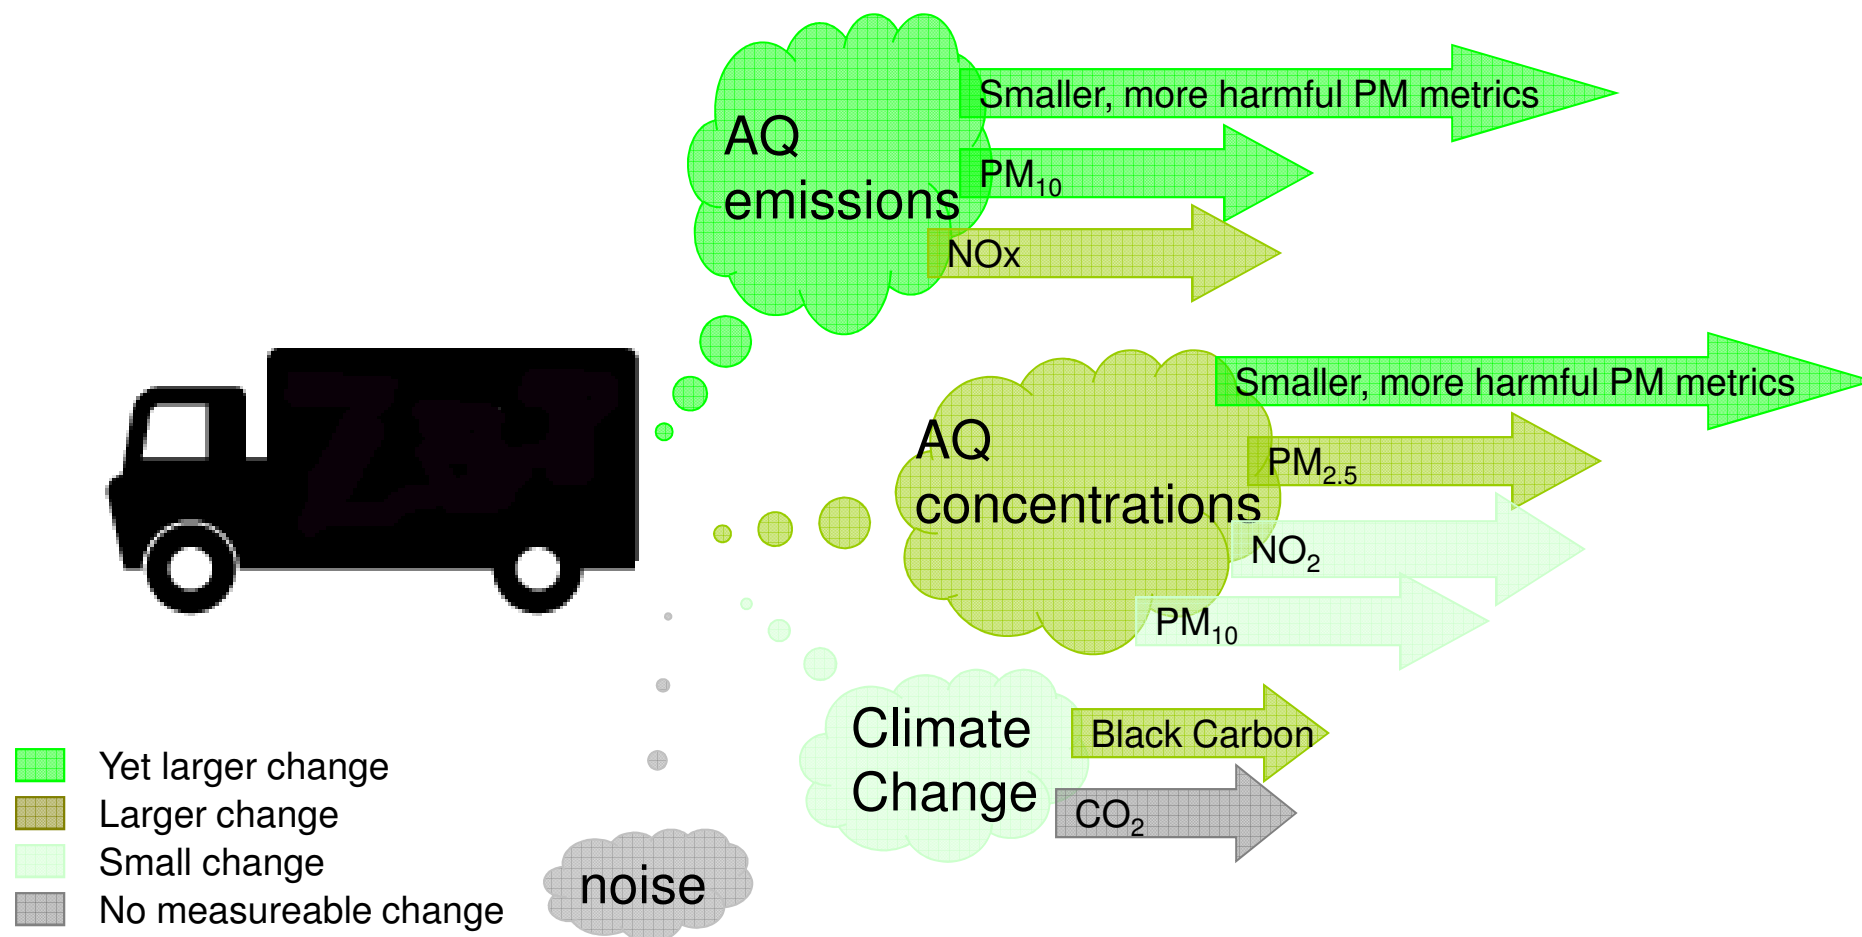 Smaller, more harmful PM metrics
AQ
emissions
PM10
NOx
Smaller, more harmful PM metrics
AQ
concentrations
PM2.5
NO2
PM10
Climate
Change
Black Carbon
CO2
noise
Yet larger change
Larger change
Small change
No measureable change